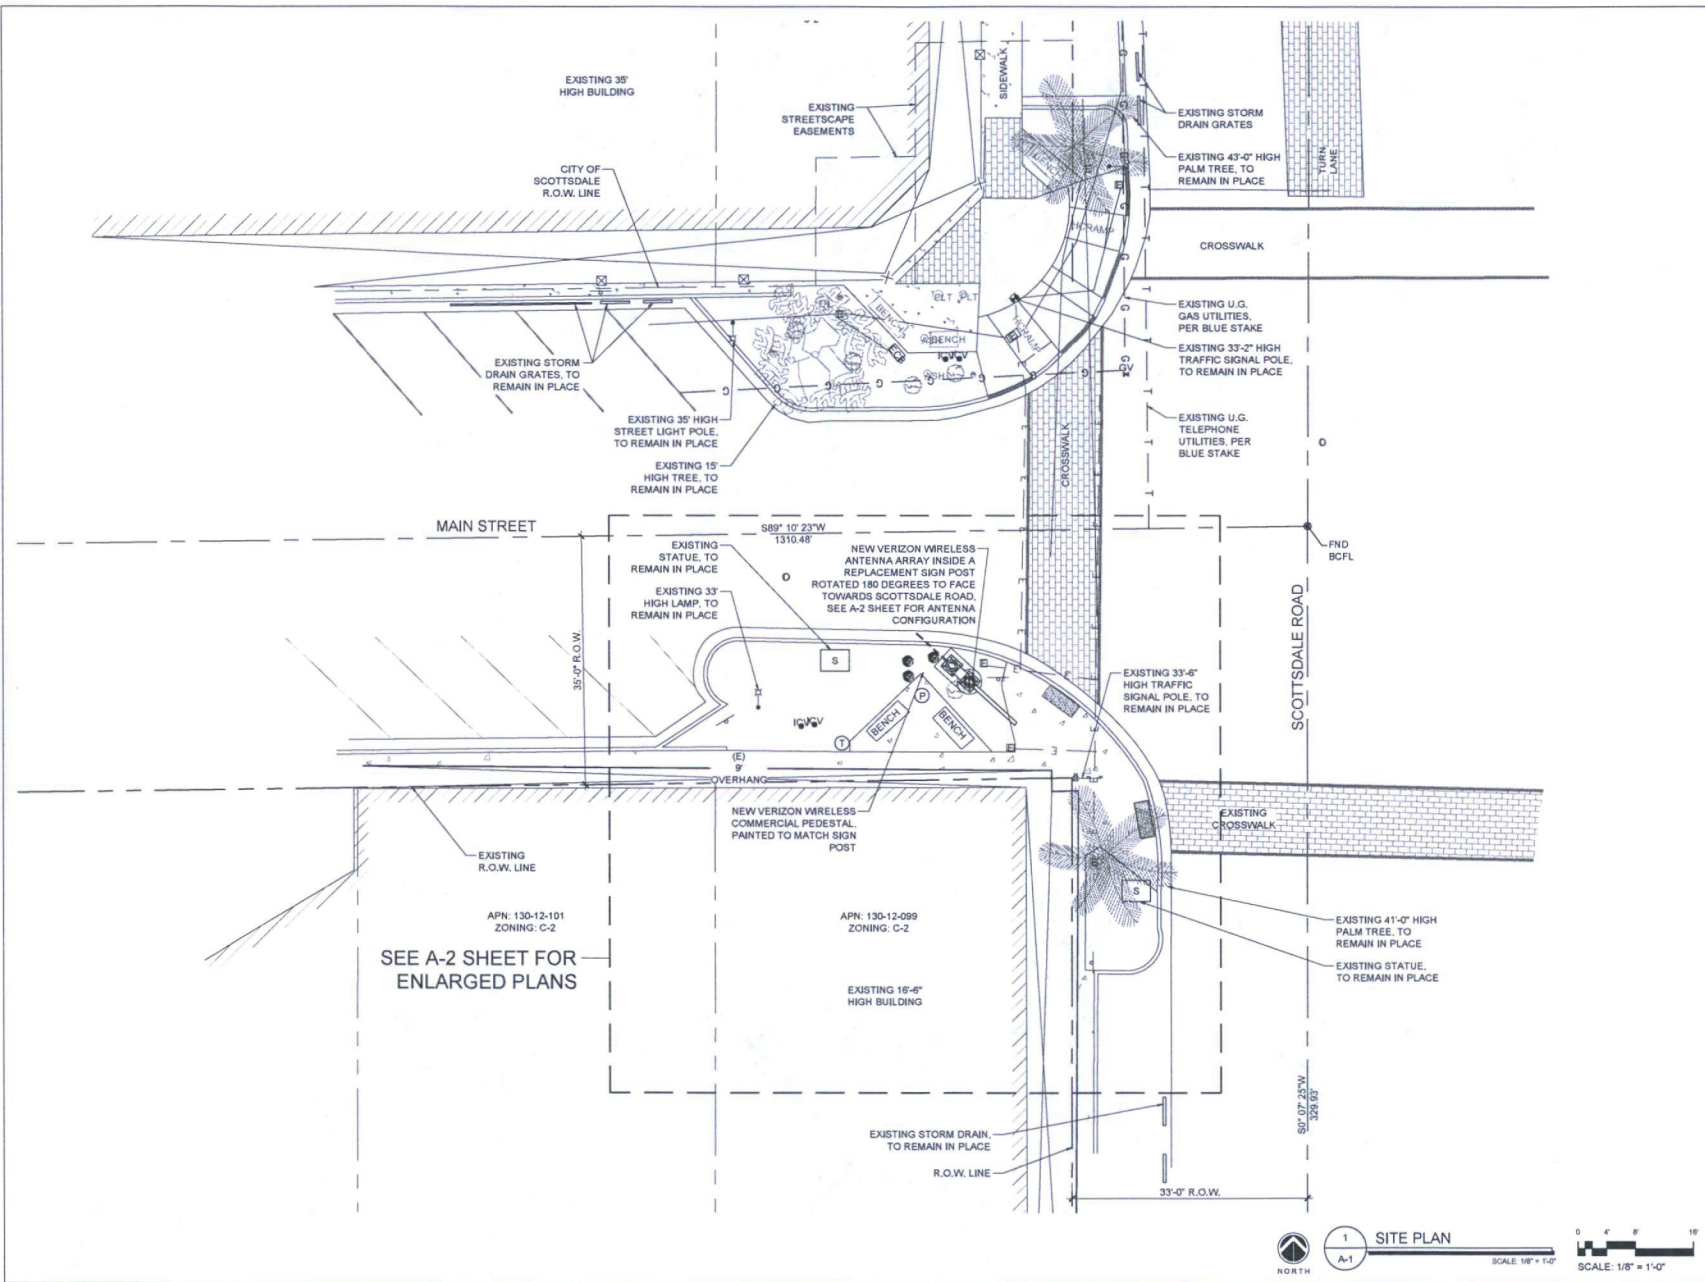 EXISTING 35'
HIGH BUILDING
EXISTING
STREETSCAPE
EASEMENTS
CITY OF
SCOTTSDALE
R.O.W. LINE
SIDEWALK
EXISTING STORM
DRAIN GRATES
EXISTING 43'-0" HIGH
PALM TREE, TO
REMAIN IN PLACE
TURN
LANE
BENCH
HCRAMP
CROSSWALK
EXISTING U.G.
GAS UTILITIES,
PER BLUE STAKE
EXISTING 33'-2" HIGH
TRAFFIC SIGNAL POLE,
TO REMAIN IN PLACE
PLT
BENCH
BENCH
HCRAMP
ECB
EXISTING STORM
DRAIN GRATES, TO
REMAIN IN PLACE
EXISTING 35' HIGH
STREET LIGHT POLE,
TO REMAIN IN PLACE
EXISTING 15'
HIGH TREE, TO
REMAIN IN PLACE
CROSSWALK
EXISTING U.G.
TELEPHONE
UTILITIES, PER
BLUE STAKE
MAIN STREET
S89° 10' 23"W
1310.48'
FND
BCFL
EXISTING
STATUE, TO
REMAIN IN PLACE
EXISTING 33'
HIGH LAMP, TO
REMAIN IN PLACE
NEW VERIZON WIRELESS
ANTENNA ARRAY INSIDE A
REPLACEMENT SIGN POST
ROTATED 180 DEGREES TO FACE
TOWARDS SCOTTSDALE ROAD,
SEE A-2 SHEET FOR ANTENNA
CONFIGURATION
35'-0" R.O.W.
SCOTTSDALE ROAD
S
P
BENCH
BENCH
T
EXISTING 33'-6"
HIGH TRAFFIC
SIGNAL POLE, TO
REMAIN IN PLACE
(E)
9'
OVERHANG
NEW VERIZON WIRELESS
COMMERCIAL PEDESTAL,
PAINTED TO MATCH SIGN
POST
EXISTING
CROSSWALK
EXISTING
R.O.W. LINE
APN: 130-12-101
ZONING: C-2
APN: 130-12-099
ZONING: C-2
S
EXISTING 41'-0" HIGH
PALM TREE, TO
REMAIN IN PLACE
EXISTING STATUE,
TO REMAIN IN PLACE
SEE A-2 SHEET FOR
ENLARGED PLANS
EXISTING 16'-6"
HIGH BUILDING
S0° 07' 25"W
329.93'
EXISTING STORM DRAIN,
TO REMAIN IN PLACE
R.O.W. LINE
33'-0" R.O.W.
NORTH
1
A-1
SITE PLAN
SCALE: 1/8" = 1'-0"
0 4' 8' 16'
SCALE: 1/8" = 1'-0"